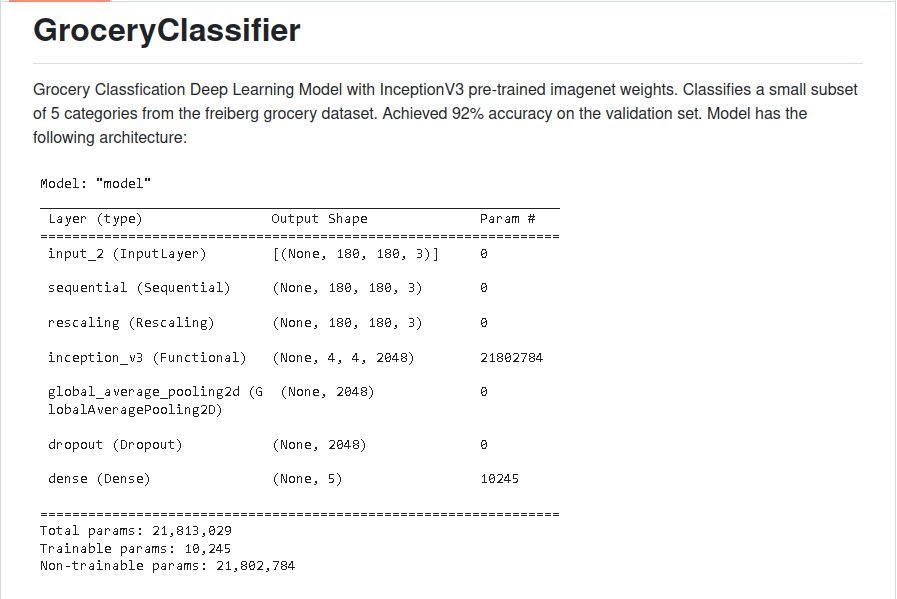 GroceryClassifier
Grocery Classfication Deep Learning Model with InceptionV3 pre-trained imagenet weights. Classifies a small subset
of 5 categories from the freiberg grocery dataset. Achieved 92% accuracy on the validation set. Model has the
following architecture:
Model: "model"
Layer (type) Output Shape Param #
input_2 (InputLayer) [(None, 180, 180, 3)] 0
sequential (Sequential) (None, 180, 180, 3) 0
rescaling (Rescaling) (None, 180, 180, 3) 0
inception_v3 (Functional) (None, 4, 4, 2048) 21802784
global_average_pooling2d (G (None, 2048) 0
lobalAveragePooling2D)
dropout (Dropout) (None, 2048) 0
dense (Dense) (None, 5) 10245
Total params: 21,813,029
Trainable params: 10,245
Non-trainable params: 21,802,784